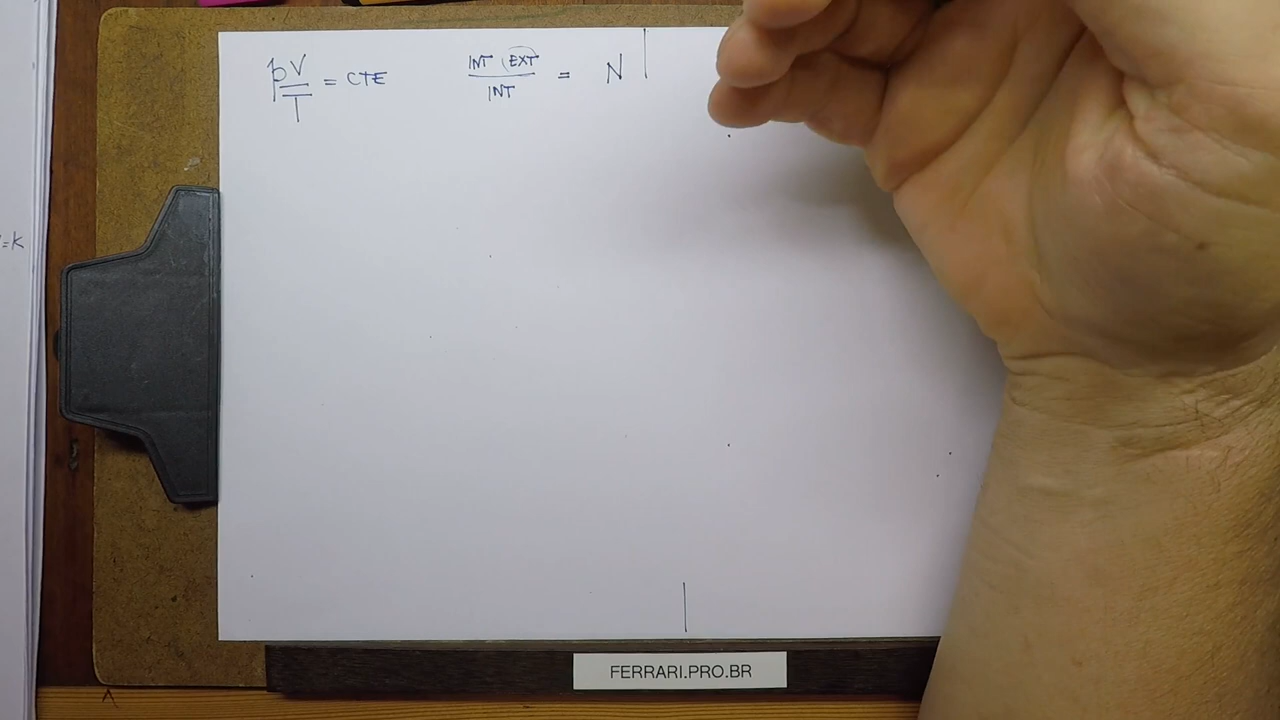 pV/T = CTE
INT EXT/INT = N
=K
FERRARI.PRO.BR